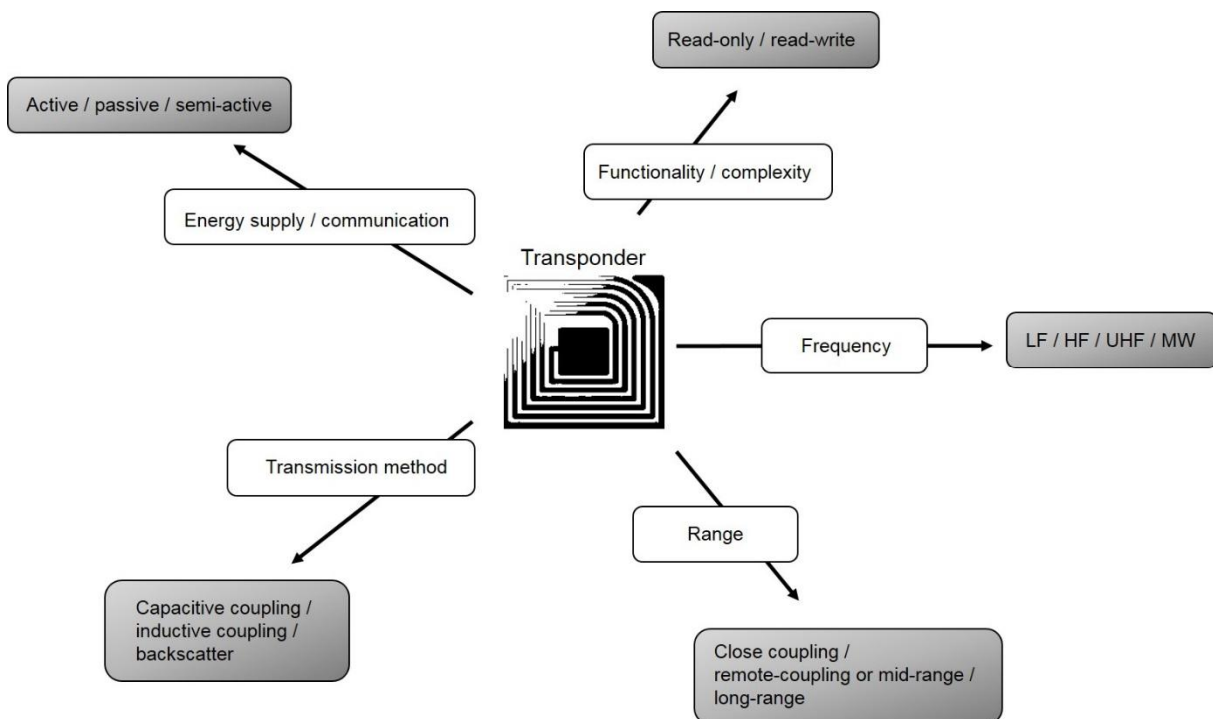 Read-only / read-write
Active / passive / semi-active
Functionality / complexity
Energy supply / communication
Transponder
Frequency
LF / HF / UHF / MW
Transmission method
Range
Capacitive coupling /
inductive coupling /
backscatter
Close coupling /
remote-coupling or mid-range /
long-range